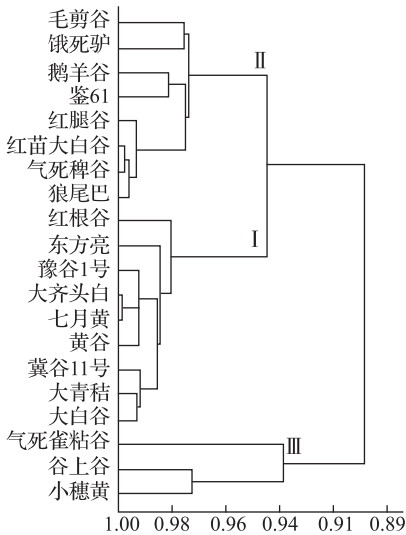 毛剪谷
饿死驴
Ⅱ
鹅羊谷
鉴61
红腿谷
红苗大白谷
气死稗谷
狼尾巴
红根谷
Ⅰ
东方亮
豫谷1号
大齐头白
七月黄
黄谷
冀谷11号
大青秸
大白谷
气死雀粘谷
Ⅲ
谷上谷
小穗黄
1.00 0.98 0.96 0.94 0.91 0.89